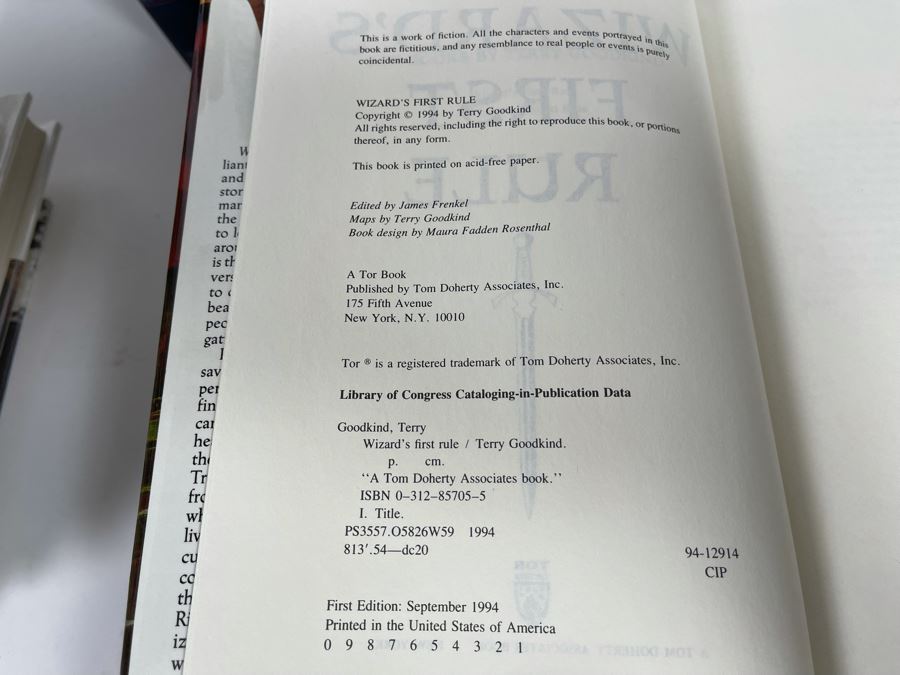 This is a work of fiction. All the characters and events portrayed in this
book are fictitious, and any resemblance to real people or events is purely
coincidental.
WIZARD'S FIRST RULE
Copyright © 1994 by Terry Goodkind
All rights reserved, including the right to reproduce this book, or portions
thereof, in any form.
This book is printed on acid-free paper.
Edited by James Frenkel
Maps by Terry Goodkind
Book design by Maura Fadden Rosenthal
A Tor Book
Published by Tom Doherty Associates, Inc.
175 Fifth Avenue
New York, N.Y. 10010
Tor ® is a registered trademark of Tom Doherty Associates, Inc.
Library of Congress Cataloging-in-Publication Data
Goodkind, Terry
Wizard's first rule / Terry Goodkind.
p. cm.
"A Tom Doherty Associates book."
ISBN 0–312–85705–5
I. Title.
PS3557.O5826W59 1994
813'.54—dc20
94-12914
CIP
First Edition: September 1994
Printed in the United States of America
0 9 8 7 6 5 4 3 2 1